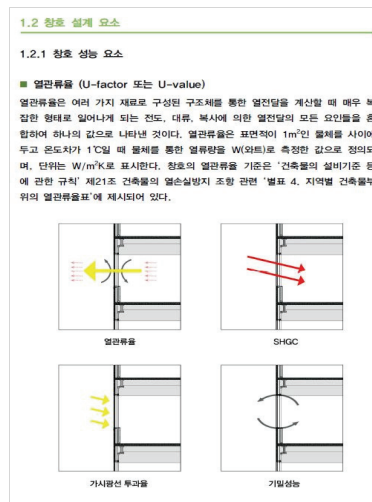 1.2 창호 설계 요소
1.2.1 창호 성능 요소
■ 열관류율 (U-factor 또는 U-value)
열관류율은 여러 가지 재료로 구성된 구조체를 통한 열전달을 계산할 때 매우 복
잡한 형태로 일어나게 되는 전도, 대류, 복사에 의한 열전달의 모든 요인들을 혼
합하여 하나의 값으로 나타낸 것이다. 열관류율은 표면적이 1m²인 물체를 사이에
두고 온도차가 1℃일 때 물체를 통한 열류량을 W(와트)로 측정한 값으로 정의되
며, 단위는 W/m²K로 표시한다. 창호의 열관류율 기준은 '건축물의 설비기준 등
에 관한 규칙' 제21조 건축물의 열손실방지 조항 관련 '별표 4. 지역별 건축물부
위의 열관류율표'에 제시되어 있다.
열관류율
SHGC
가시광선 투과율
기밀성능